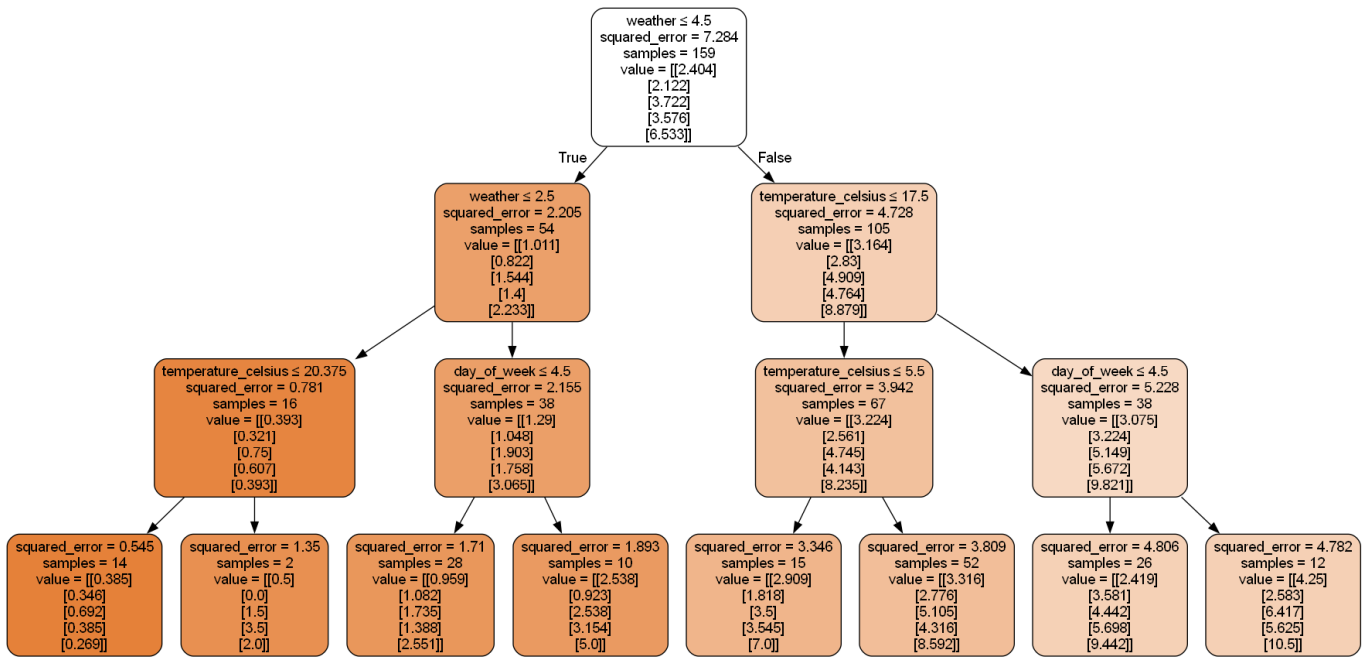 weather ≤ 4.5
squared_error = 7.284
samples = 159
value = [[2.404]
[2.122]
[3.722]
[3.576]
[6.533]]
True
False
weather ≤ 2.5
squared_error = 2.205
samples = 54
value = [[1.011]
[0.822]
[1.544]
[1.4]
[2.233]]
temperature_celsius ≤ 17.5
squared_error = 4.728
samples = 105
value = [[3.164]
[2.83]
[4.909]
[4.764]
[8.879]]
temperature_celsius ≤ 20.375
squared_error = 0.781
samples = 16
value = [[0.393]
[0.321]
[0.75]
[0.607]
[0.393]]
day_of_week ≤ 4.5
squared_error = 2.155
samples = 38
value = [[1.29]
[1.048]
[1.903]
[1.758]
[3.065]]
temperature_celsius ≤ 5.5
squared_error = 3.942
samples = 67
value = [[3.224]
[2.561]
[4.745]
[4.143]
[8.235]]
day_of_week ≤ 4.5
squared_error = 5.228
samples = 38
value = [[3.075]
[3.224]
[5.149]
[5.672]
[9.821]]
squared_error = 0.545
samples = 14
value = [[0.385]
[0.346]
[0.692]
[0.385]
[0.269]]
squared_error = 1.35
samples = 2
value = [[0.5]
[0.0]
[1.5]
[3.5]
[2.0]]
squared_error = 1.71
samples = 28
value = [[0.959]
[1.082]
[1.735]
[1.388]
[2.551]]
squared_error = 1.893
samples = 10
value = [[2.538]
[0.923]
[2.538]
[3.154]
[5.0]]
squared_error = 3.346
samples = 15
value = [[2.909]
[1.818]
[3.5]
[3.545]
[7.0]]
squared_error = 3.809
samples = 52
value = [[3.316]
[2.776]
[5.105]
[4.316]
[8.592]]
squared_error = 4.806
samples = 26
value = [[2.419]
[3.581]
[4.442]
[5.698]
[9.442]]
squared_error = 4.782
samples = 12
value = [[4.25]
[2.583]
[6.417]
[5.625]
[10.5]]